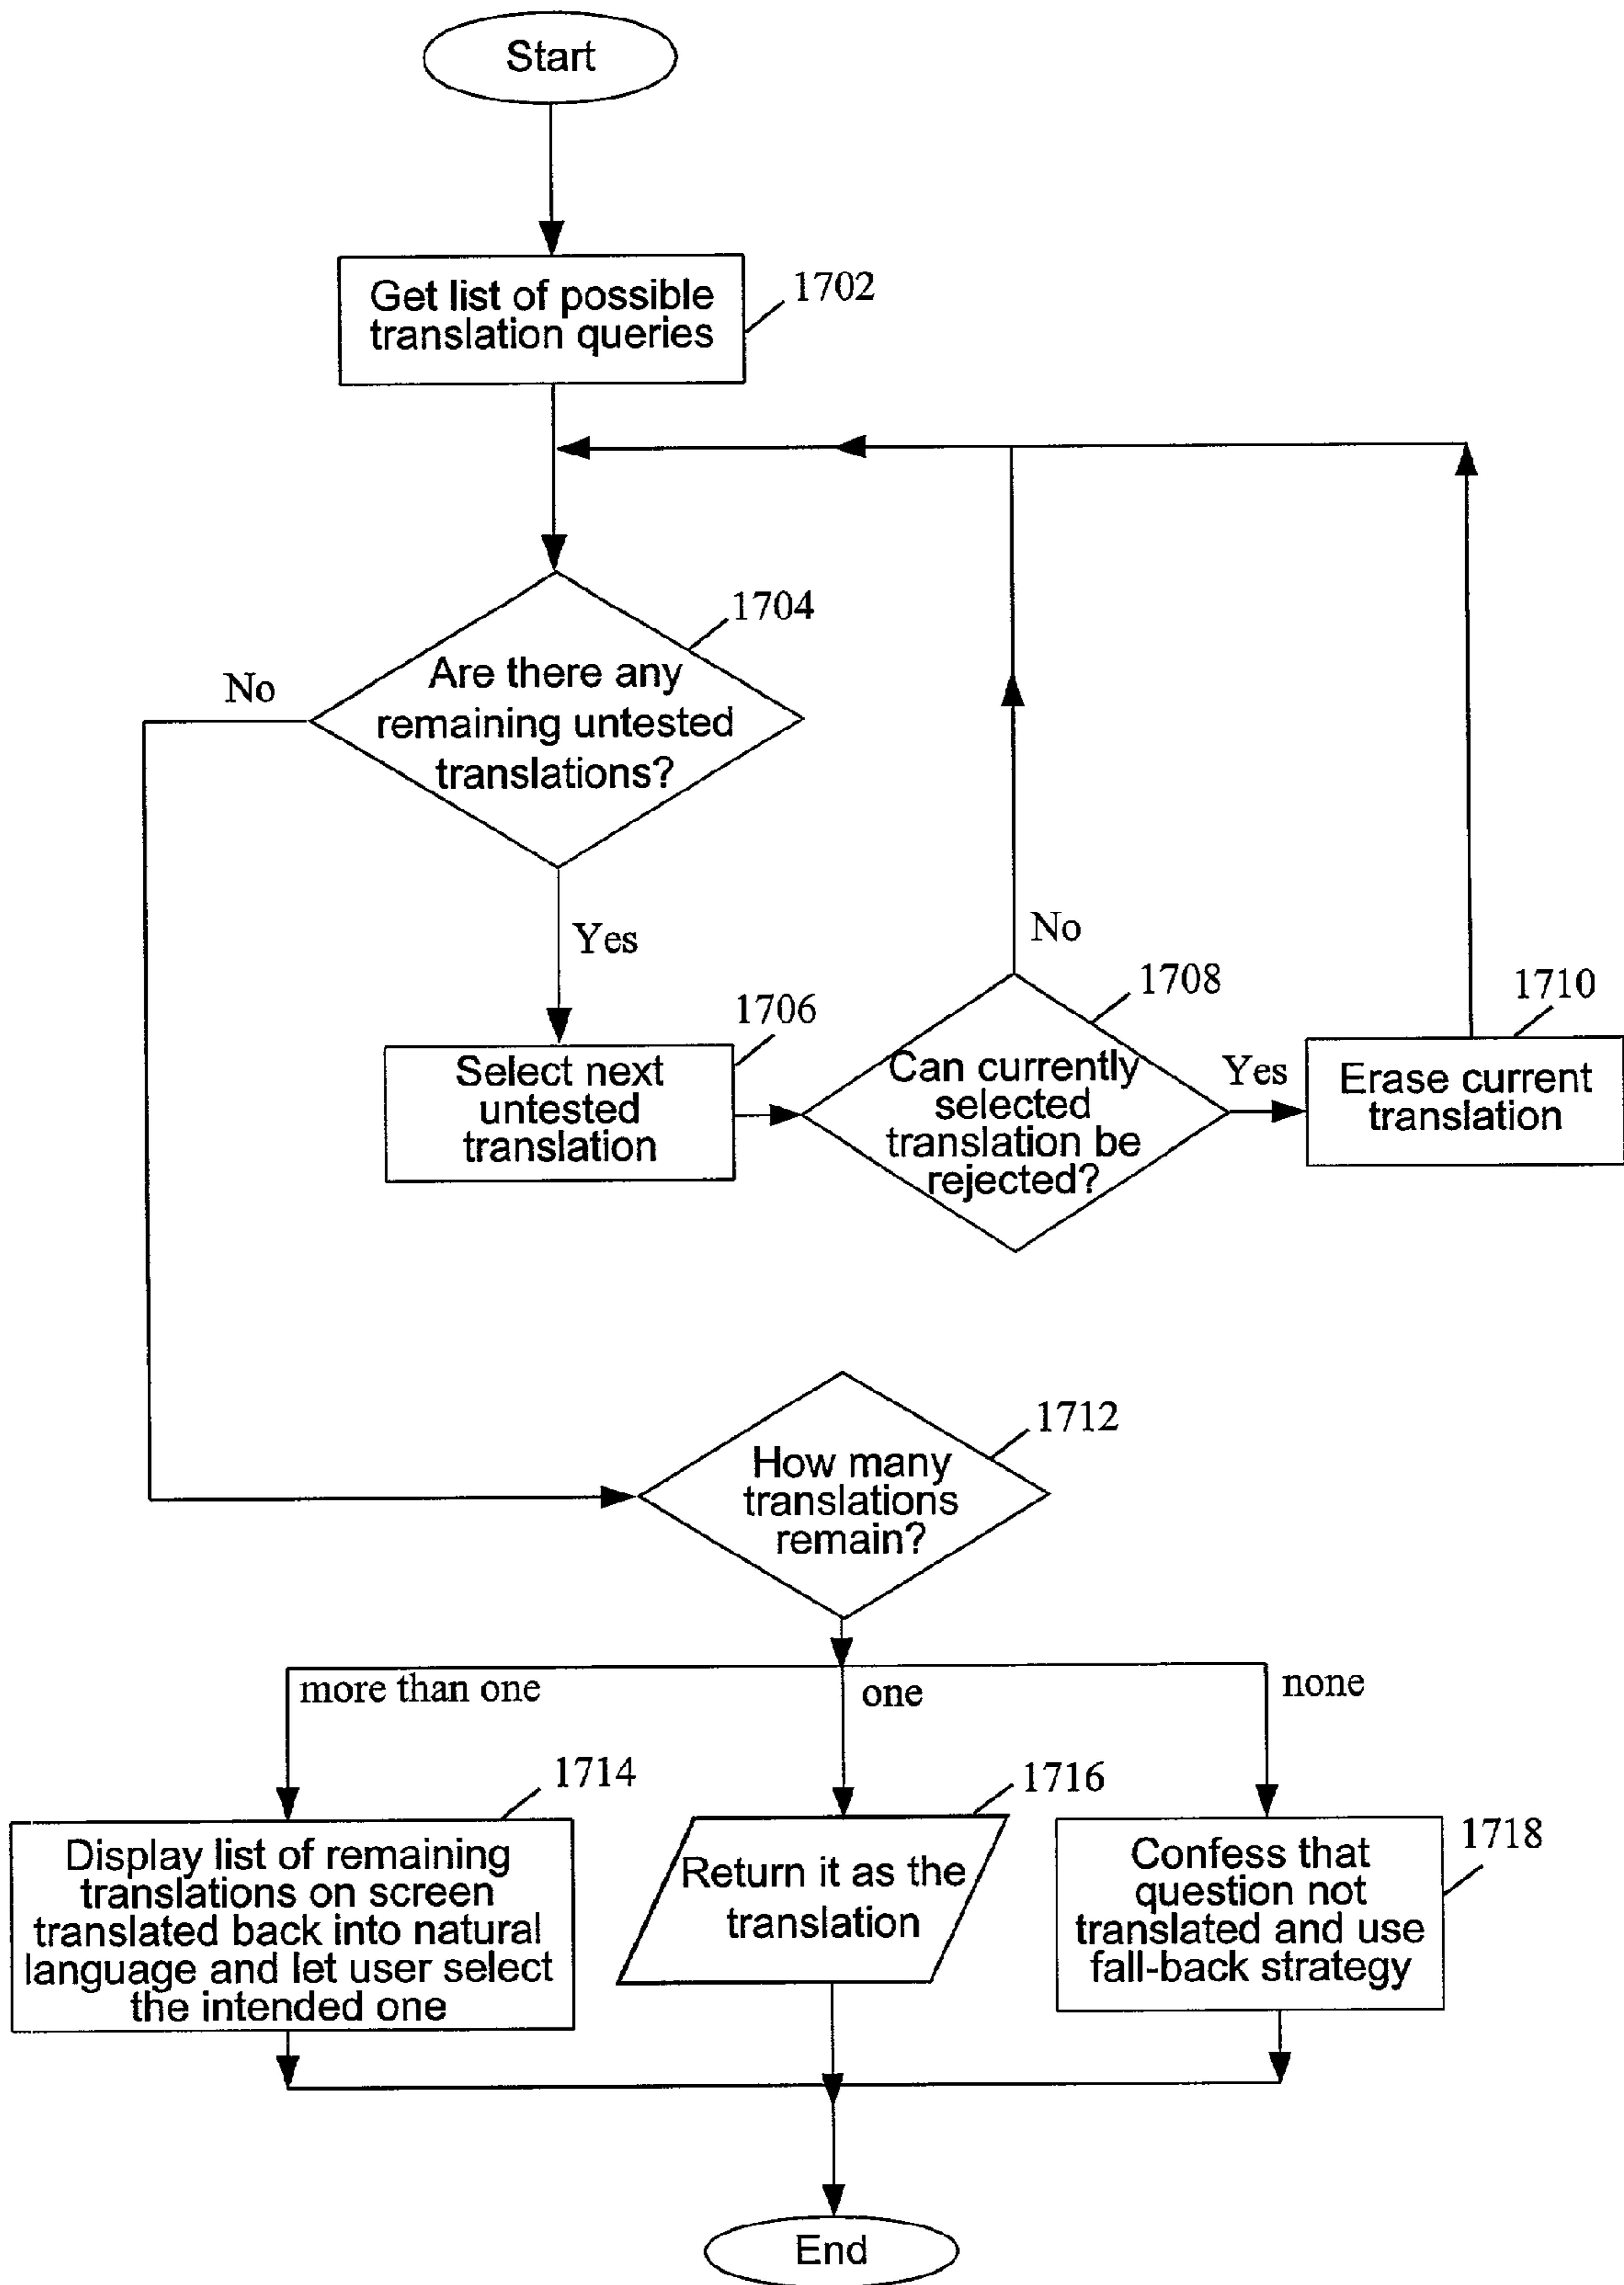 Start
Get list of possible
translation queries
1702
1704
Are there any
remaining untested
translations?
No
Yes
1706
Select next
untested
translation
No
1708
Can currently
selected
translation be
rejected?
Yes
1710
Erase current
translation
1712
How many
translations
remain?
more than one
one
none
1714
Display list of remaining
translations on screen
translated back into natural
language and let user select
the intended one
1716
Return it as the
translation
1718
Confess that
question not
translated and use
fall-back strategy
End